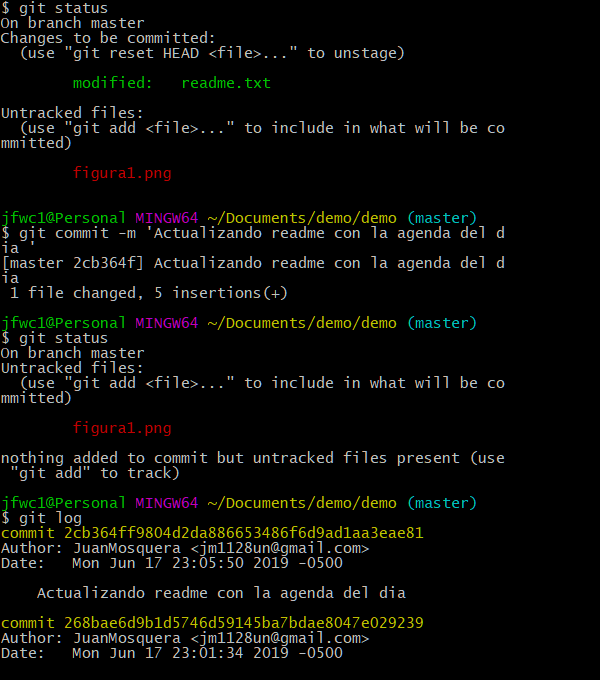 $ git status
On branch master
Changes to be committed:
  (use "git reset HEAD <file>..." to unstage)
        modified:   readme.txt
Untracked files:
  (use "git add <file>..." to include in what will be co
mmitted)
        figura1.png
jfwc1@Personal MINGW64 ~/Documents/demo/demo (master)
$ git commit -m 'Actualizando readme con la agenda del d
ia '
[master 2cb364f] Actualizando readme con la agenda del d
ia
 1 file changed, 5 insertions(+)
jfwc1@Personal MINGW64 ~/Documents/demo/demo (master)
$ git status
On branch master
Untracked files:
  (use "git add <file>..." to include in what will be co
mmitted)
        figura1.png
nothing added to commit but untracked files present (use
 "git add" to track)
jfwc1@Personal MINGW64 ~/Documents/demo/demo (master)
$ git log
commit 2cb364ff9804d2da886653486f6d9ad1aa3eae81
Author: JuanMosquera <jm1128un@gmail.com>
Date:   Mon Jun 17 23:05:50 2019 -0500
    Actualizando readme con la agenda del dia
commit 268bae6d9b1d5746d59145ba7bdae8047e029239
Author: JuanMosquera <jm1128un@gmail.com>
Date:   Mon Jun 17 23:01:34 2019 -0500